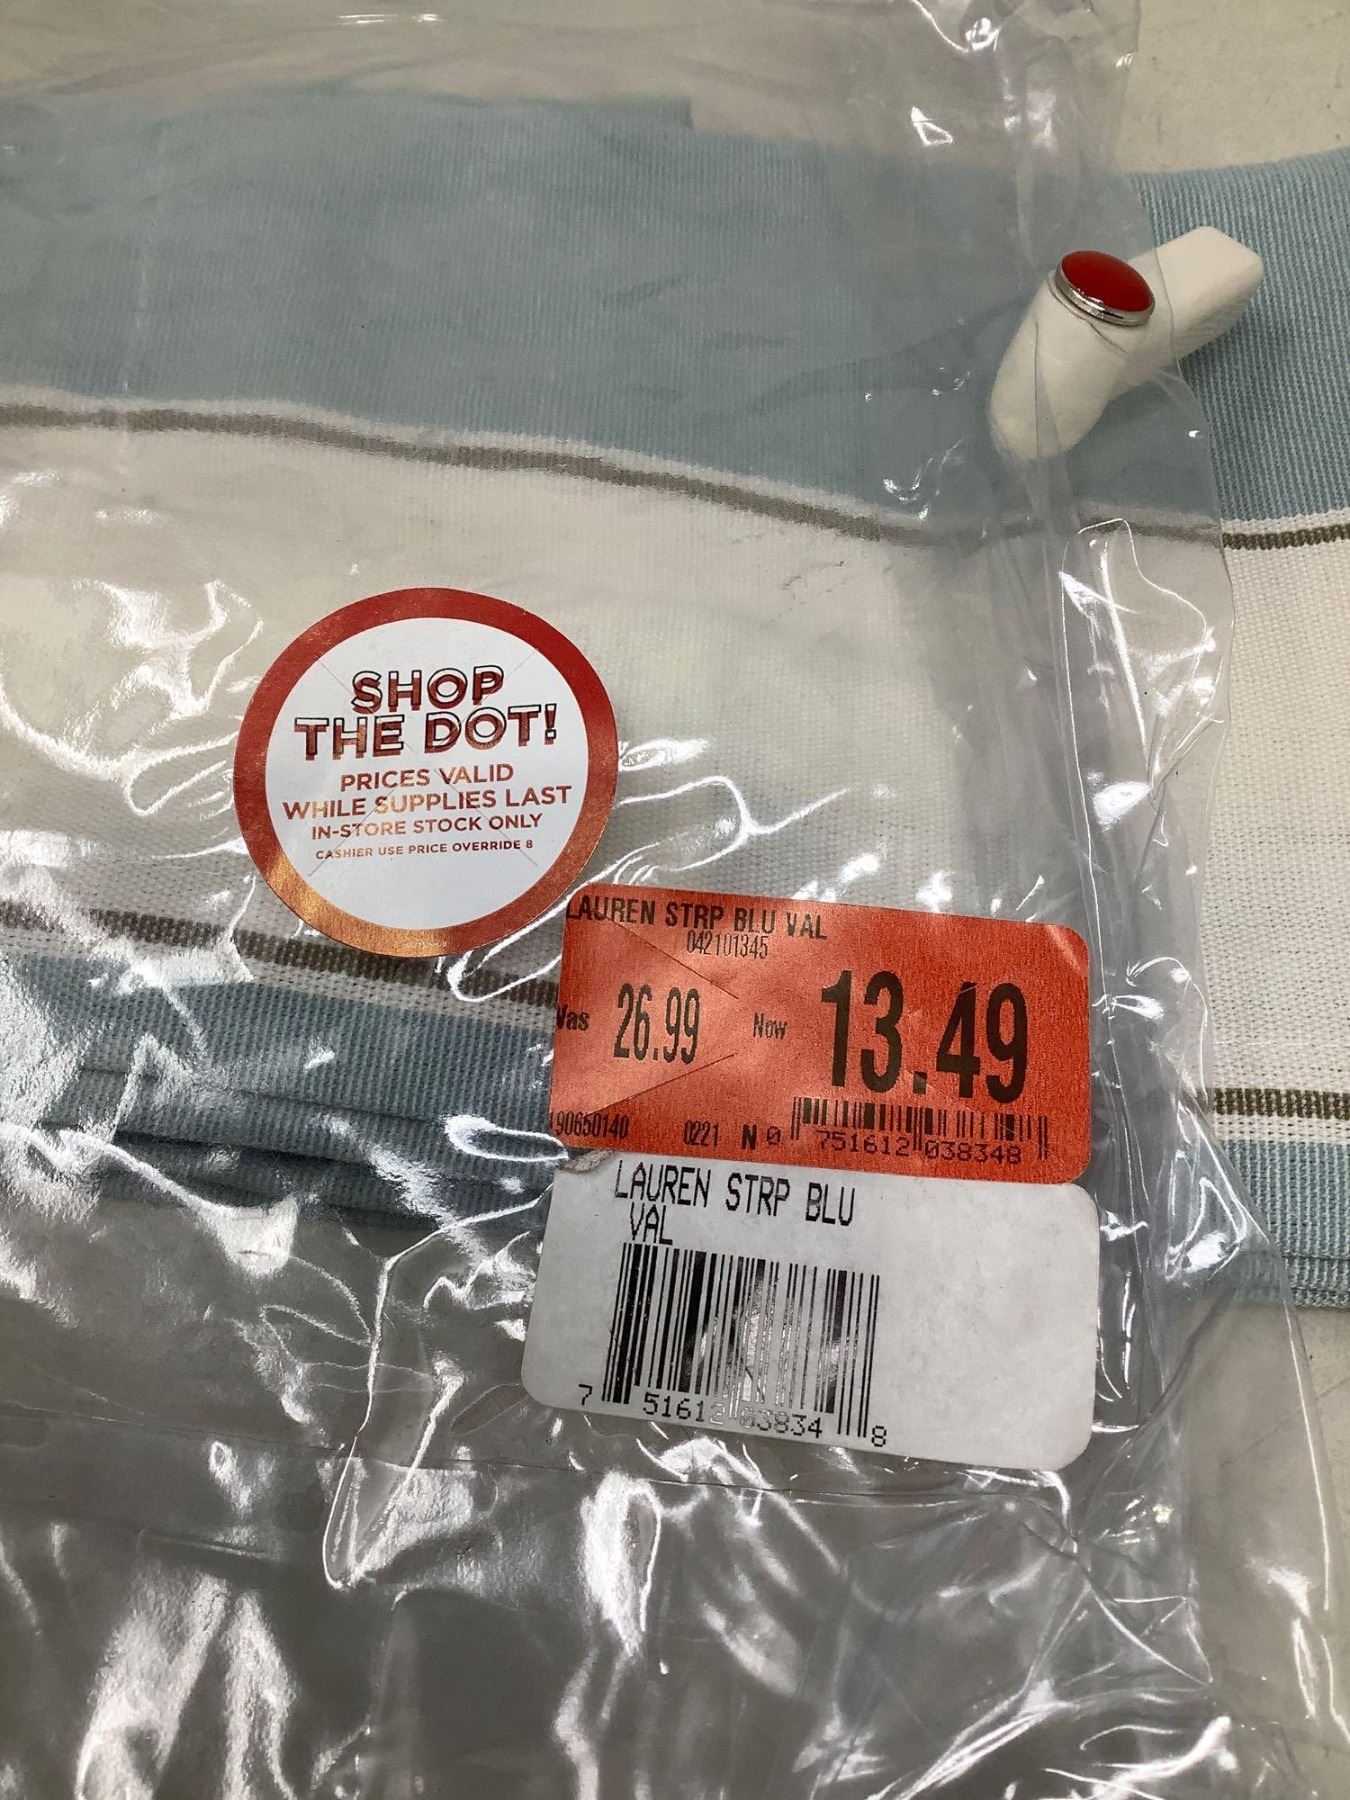 SHOP
THE DOT!
PRICES VALID
WHILE SUPPLIES LAST
IN-STORE STOCK ONLY
CASHIER USE PRICE OVERRIDE 8
LAUREN STRP BLU VAL
042101345
Was 26.99 Now 13.49
190650140 0221 N 0 751612 038348
LAUREN STRP BLU
VAL
7 51612 03834 8